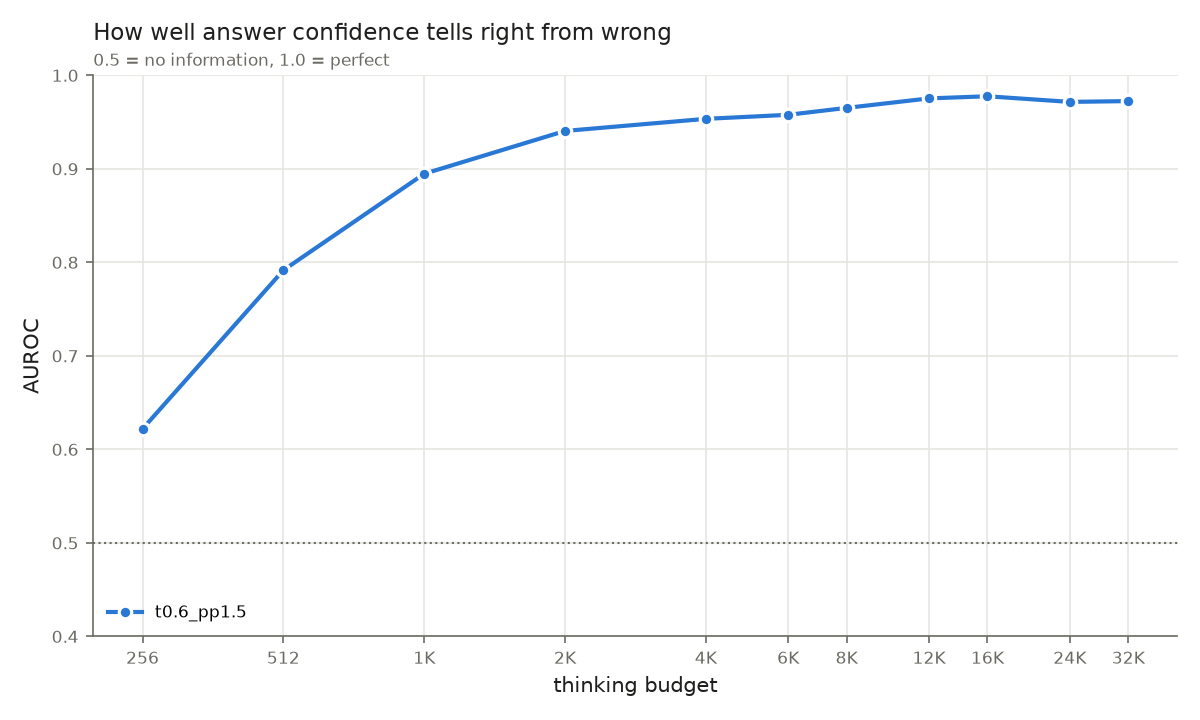 How well answer confidence tells right from wrong
0.5 = no information, 1.0 = perfect
1.0
0.9
0.8
0.7
0.6
0.5
0.4
AUROC
t0.6_pp1.5
256 512 1K 2K 4K 6K 8K 12K 16K 24K 32K
thinking budget